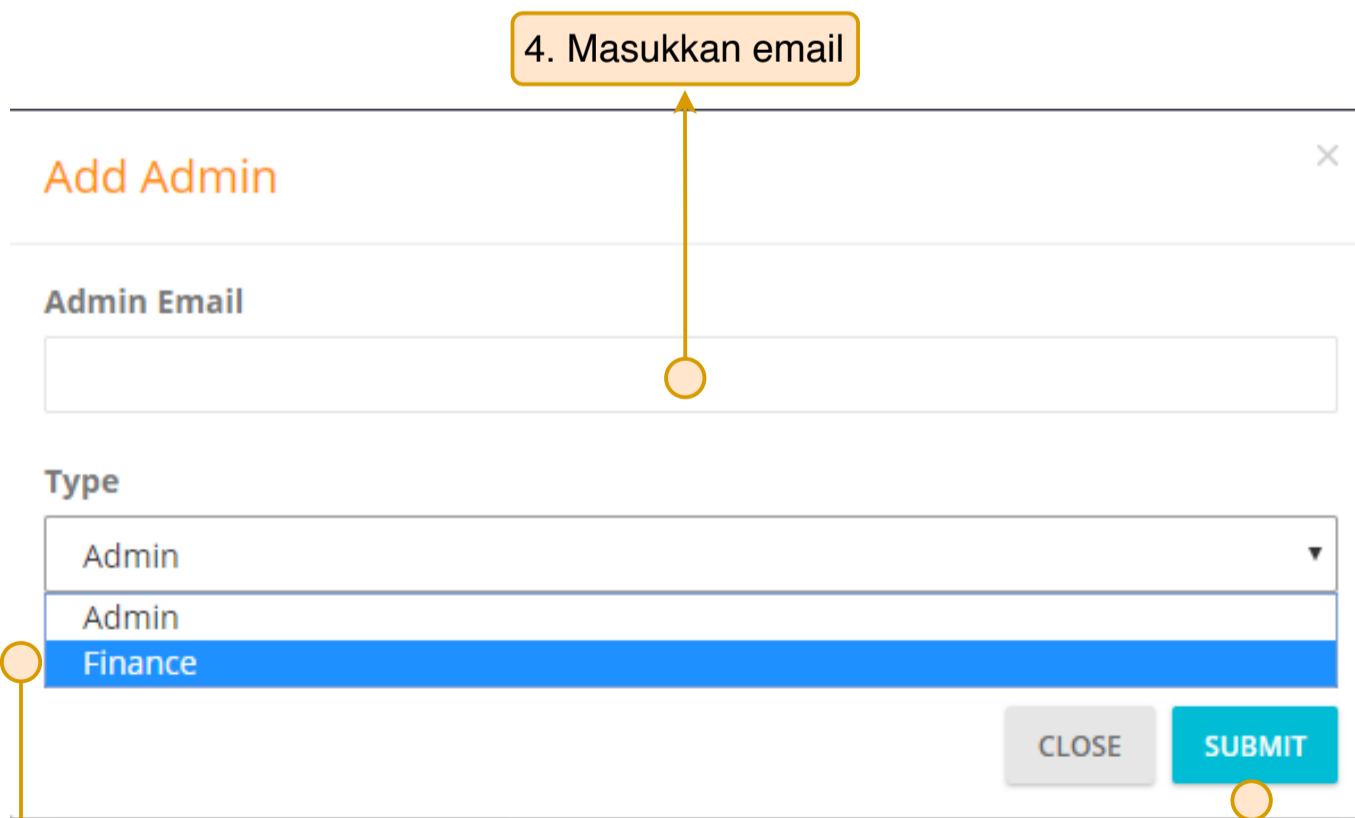 4. Masukkan email
Add Admin
×
Admin Email
Type
Admin
Admin
Finance
CLOSE
SUBMIT